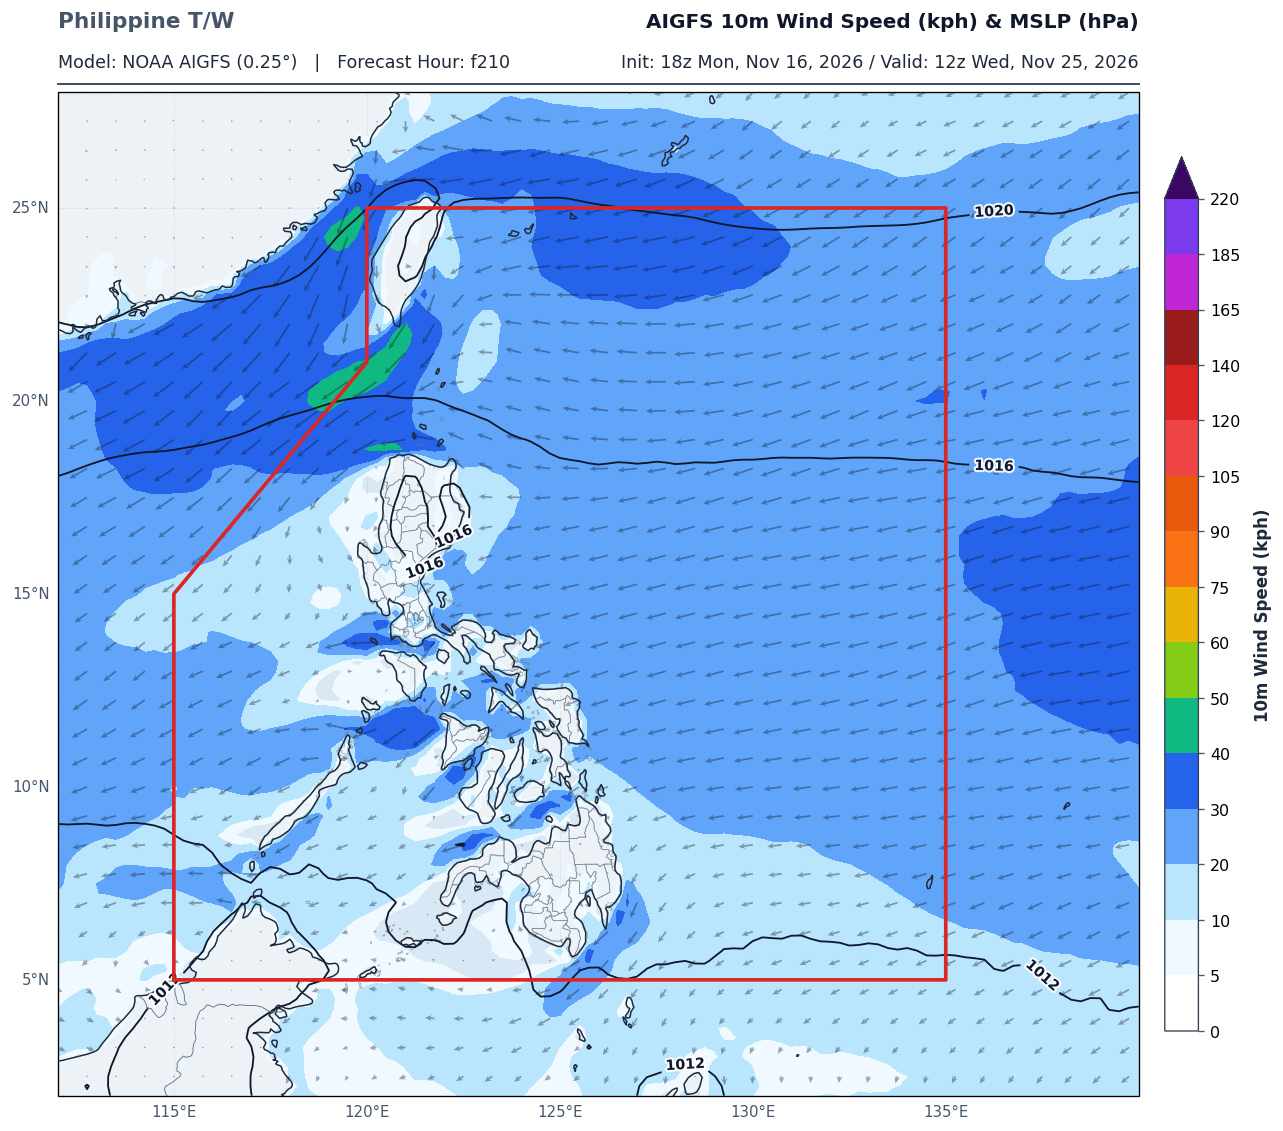 Philippine T/W
AIGFS 10m Wind Speed (kph) & MSLP (hPa)
Model: NOAA AIGFS (0.25°) | Forecast Hour: f210
Init: 18z Mon, Nov 16, 2026 / Valid: 12z Wed, Nov 25, 2026
25°N
20°N
15°N
10°N
5°N
115°E
120°E
125°E
130°E
135°E
1020
1016
1016
1016
1012
1012
1012
220
185
165
140
120
105
90
75
60
50
40
30
20
10
5
0
10m Wind Speed (kph)